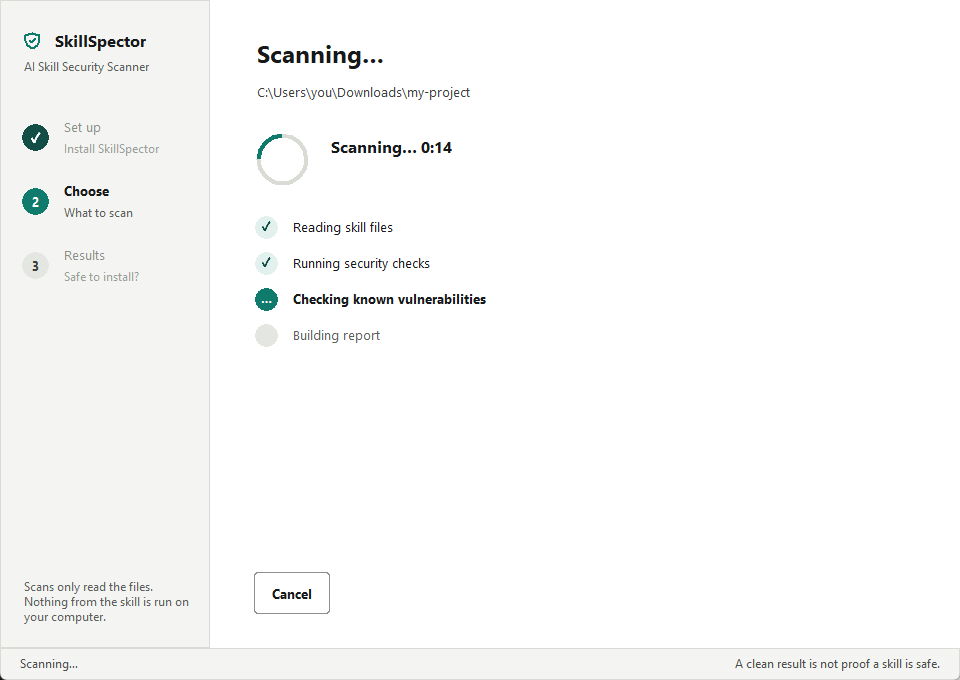 SkillSpector
AI Skill Security Scanner
Set up
Install SkillSpector
2
Choose
What to scan
3
Results
Safe to install?
Scans only read the files.
Nothing from the skill is run on
your computer.
Scanning...
C:\Users\you\Downloads\my-project
Scanning... 0:14
Reading skill files
Running security checks
...
Checking known vulnerabilities
Building report
Cancel
Scanning...
A clean result is not proof a skill is safe.